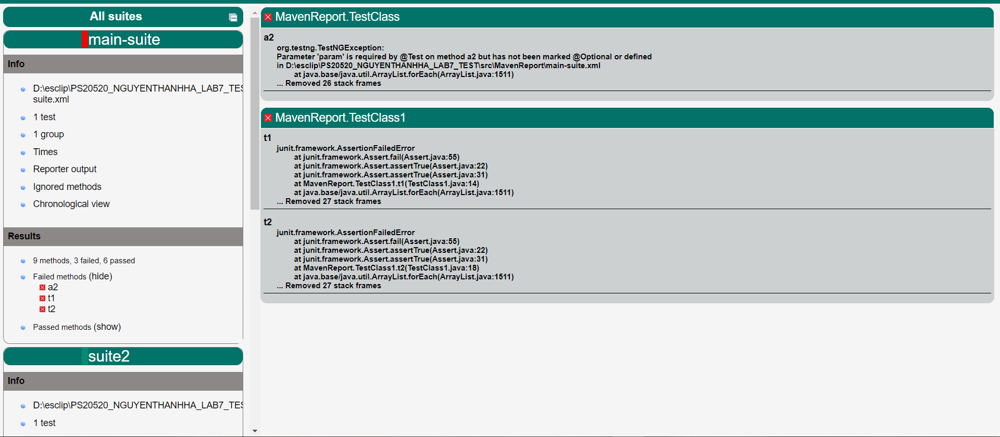 All suites
main-suite
Info
D:\esclip\PS20520_NGUYENTHANHHA_LAB7_TES
suite.xml
1 test
1 group
Times
Reporter output
Ignored methods
Chronological view
Results
9 methods, 3 failed, 6 passed
Failed methods (hide)
a2
t1
t2
Passed methods (show)
suite2
Info
D:\esclip\PS20520_NGUYENTHANHHA_LAB7_TES
1 test
MavenReport.TestClass
a2
org.testng.TestNGException:
Parameter 'param' is required by @Test on method a2 but has not been marked @Optional or defined
in D:\esclip\PS20520_NGUYENTHANHHA_LAB7_TEST\src\MavenReport\main-suite.xml
at java.base/java.util.ArrayList.forEach(ArrayList.java:1511)
... Removed 26 stack frames
MavenReport.TestClass1
t1
junit.framework.AssertionFailedError
at junit.framework.Assert.fail(Assert.java:55)
at junit.framework.Assert.assertTrue(Assert.java:22)
at junit.framework.Assert.assertTrue(Assert.java:31)
at MavenReport.TestClass1.t1(TestClass1.java:14)
at java.base/java.util.ArrayList.forEach(ArrayList.java:1511)
... Removed 27 stack frames
t2
junit.framework.AssertionFailedError
at junit.framework.Assert.fail(Assert.java:55)
at junit.framework.Assert.assertTrue(Assert.java:22)
at junit.framework.Assert.assertTrue(Assert.java:31)
at MavenReport.TestClass1.t2(TestClass1.java:18)
at java.base/java.util.ArrayList.forEach(ArrayList.java:1511)
... Removed 27 stack frames